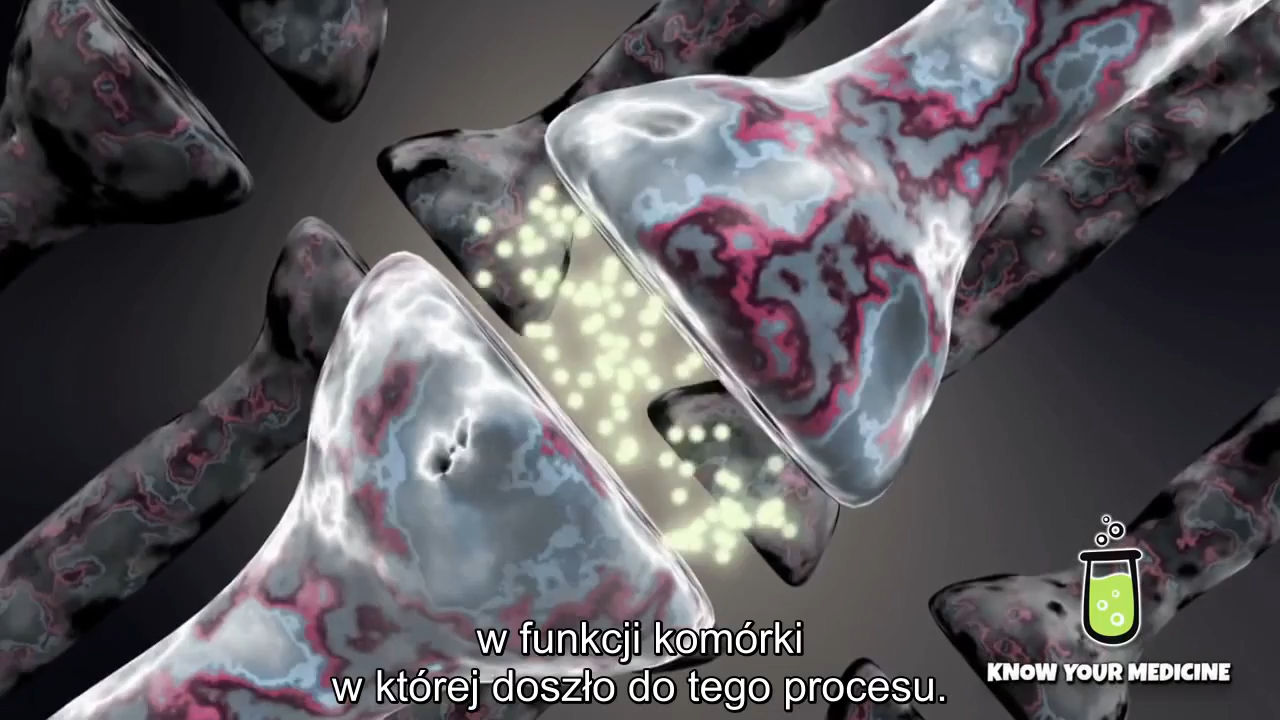 w funkcji komórki
w której doszło do tego procesu.
KNOW YOUR MEDICINE